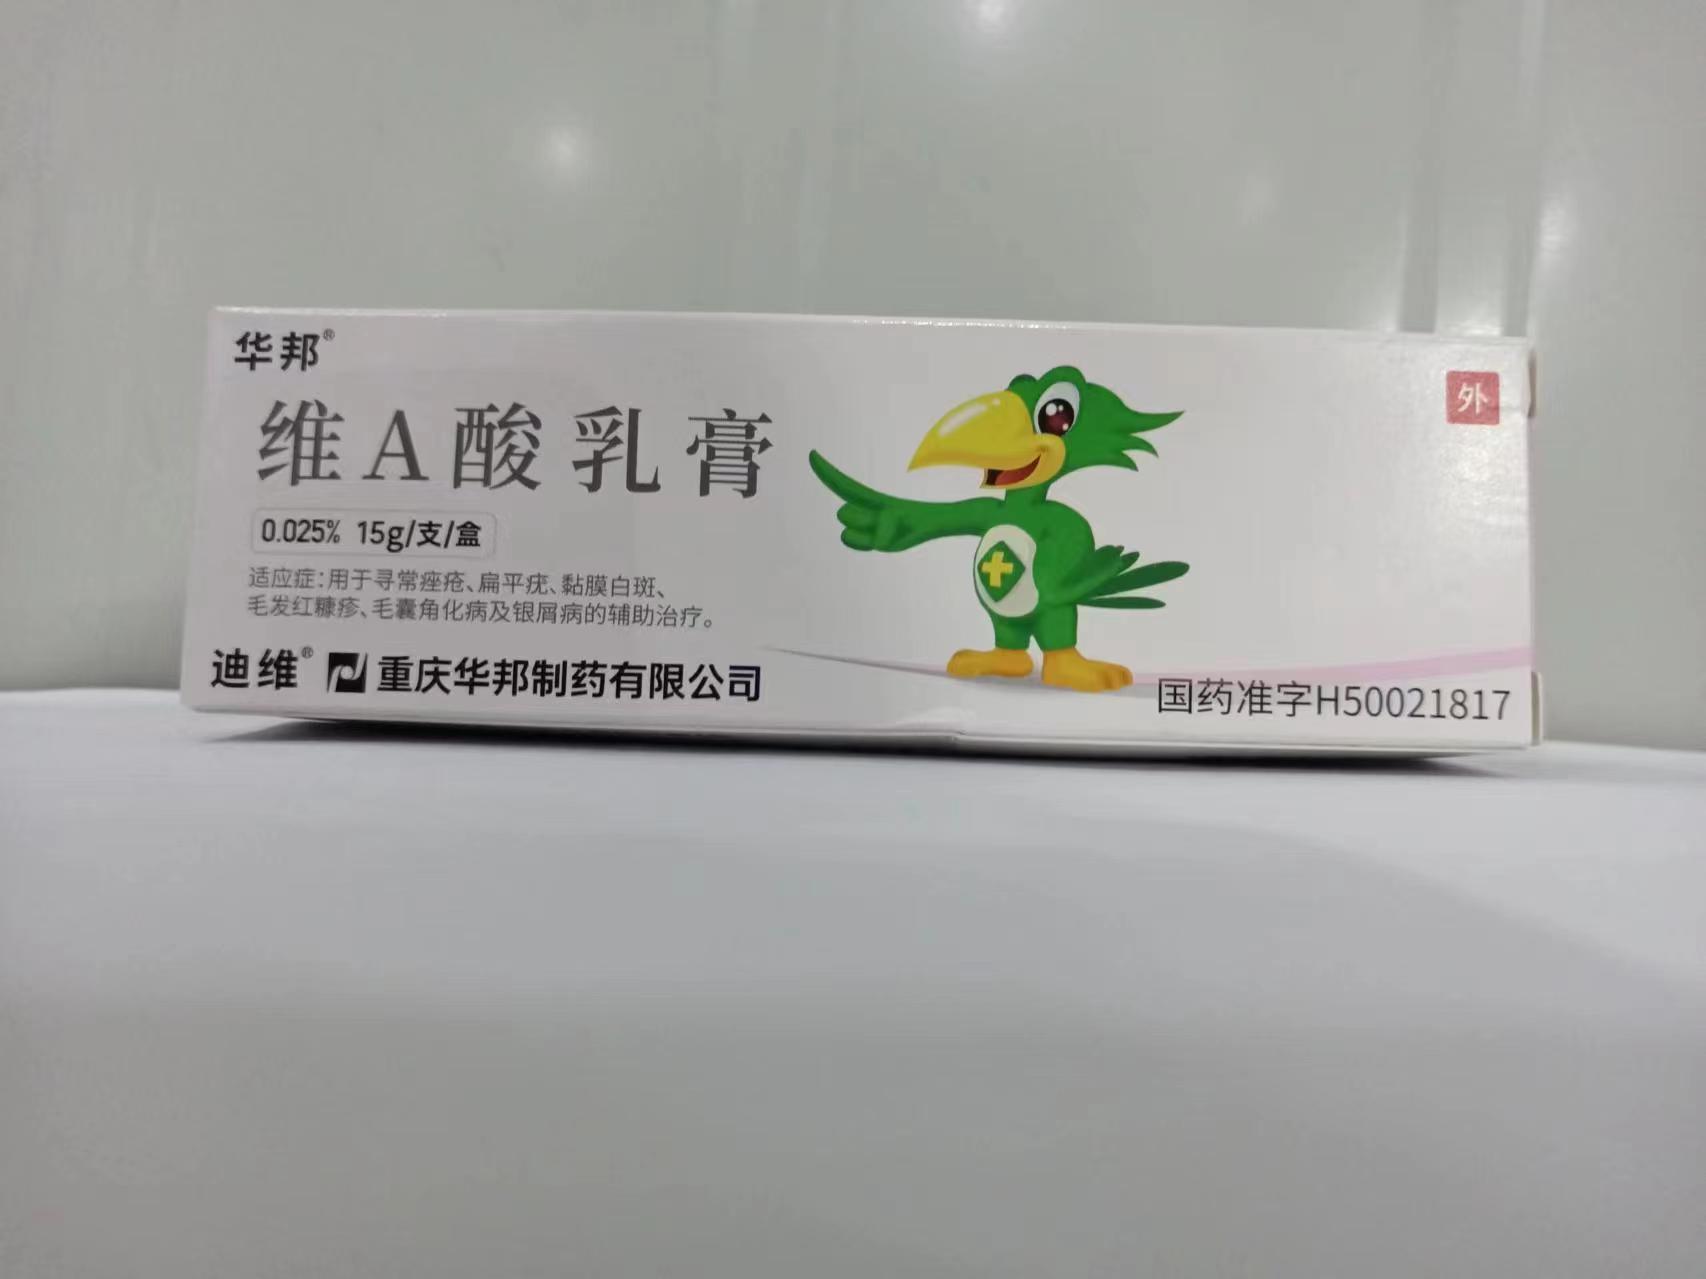 华邦®
外
维A酸乳膏
0.025% 15g/支/盒
适应症:用于寻常痤疮、扁平疣、黏膜白斑、
毛发红糠疹、毛囊角化病及银屑病的辅助治疗。
迪维® 重庆华邦制药有限公司
国药准字H50021817